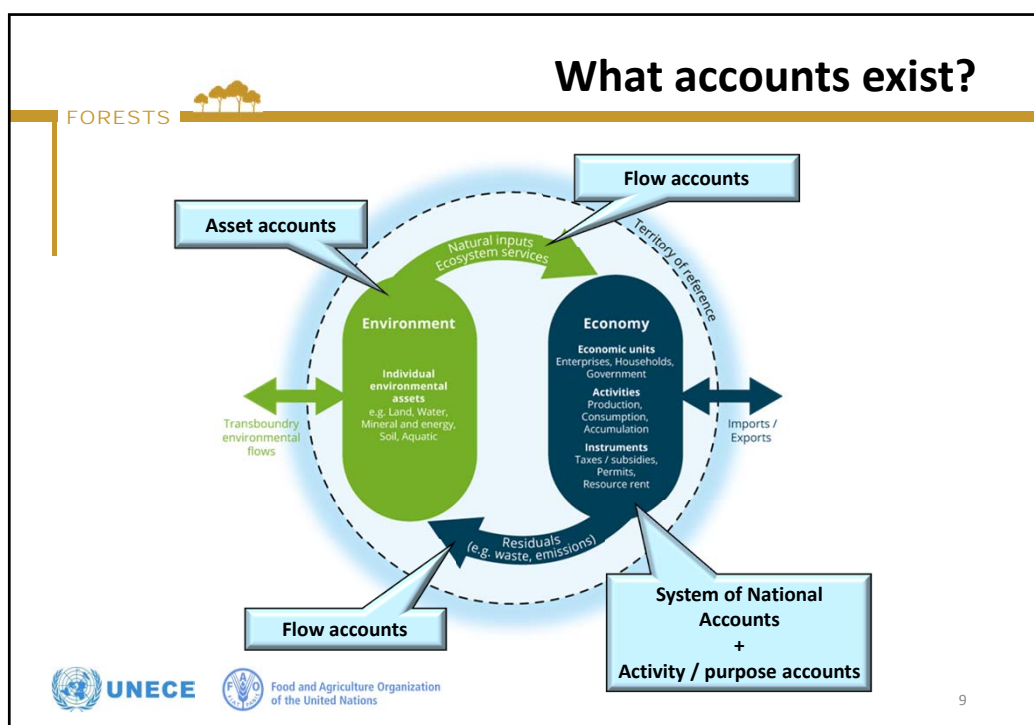 What accounts exist?
FORESTS
Flow accounts
Asset accounts
Natural inputs
Ecosystem services
Territory of reference
Environment
Individual
environmental
assets
e.g. Land, Water,
Mineral and energy,
Soil, Aquatic
Economy
Economic units
Enterprises, Households,
Government
Activities
Production,
Consumption,
Accumulation
Instruments
Taxes / subsidies,
Permits,
Resource rent
Transboundry
environmental
flows
Imports /
Exports
Residuals
(e.g. waste, emissions)
Flow accounts
System of National
Accounts
+
Activity / purpose accounts
UNECE
F A O
FIAT PANIS
Food and Agriculture Organization
of the United Nations
9